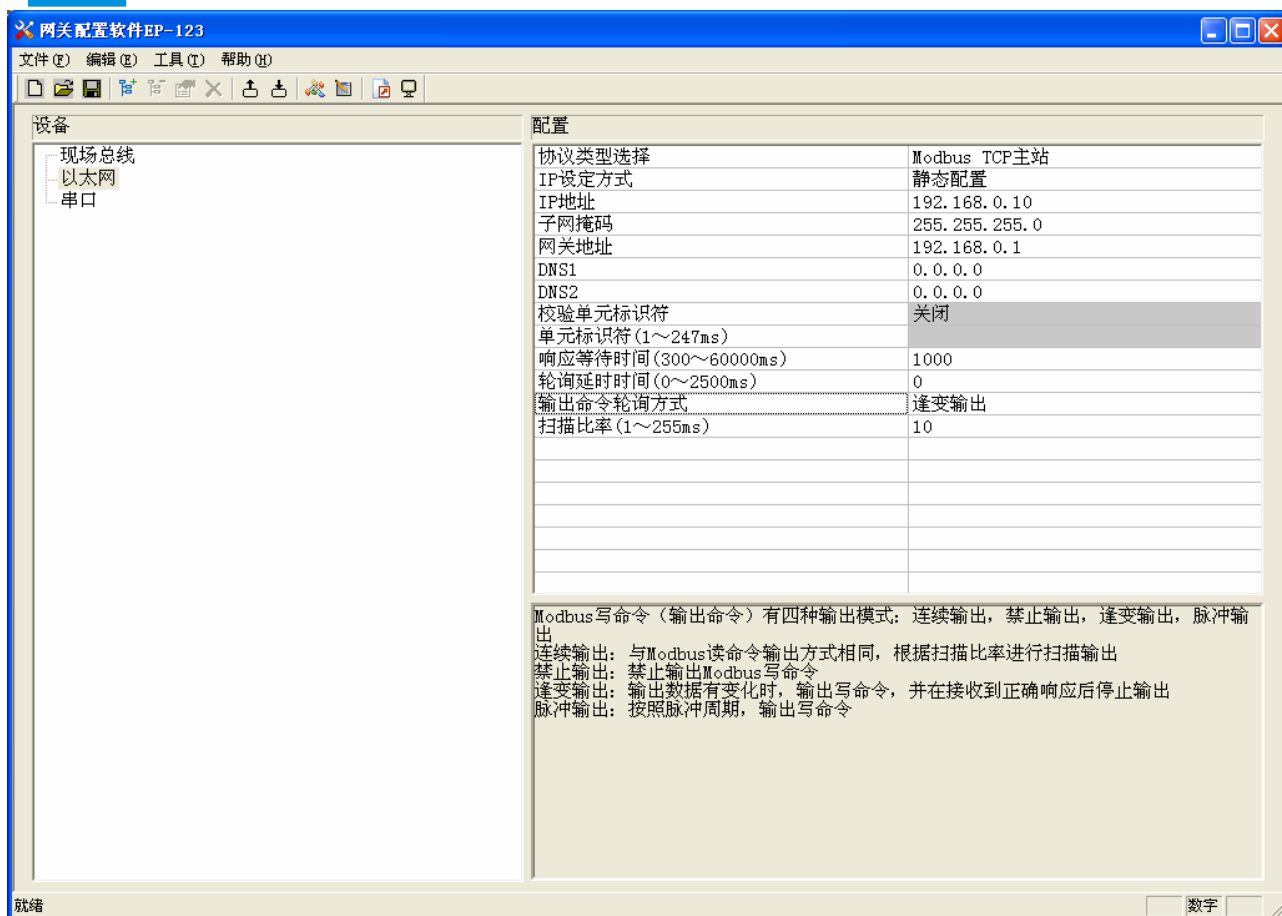 网关配置软件EP-123
文件(F) 编辑(E) 工具(T) 帮助(H)
设备
现场总线
以太网
串口
配置
协议类型选择 Modbus TCP主站
IP设定方式 静态配置
IP地址 192.168.0.10
子网掩码 255.255.255.0
网关地址 192.168.0.1
DNS1 0.0.0.0
DNS2 0.0.0.0
校验单元标识符 关闭
单元标识符(1～247ms)
响应等待时间(300～60000ms) 1000
轮询延时时间(0～2500ms) 0
输出命令轮询方式 逢变输出
扫描比率(1～255ms) 10
Modbus写命令（输出命令）有四种输出模式：连续输出，禁止输出，逢变输出，脉冲输
出
连续输出：与Modbus读命令输出方式相同，根据扫描比率进行扫描输出
禁止输出：禁止输出Modbus写命令
逢变输出：输出数据有变化时，输出写命令，并在接收到正确响应后停止输出
脉冲输出：按照脉冲周期，输出写命令
就绪
数字